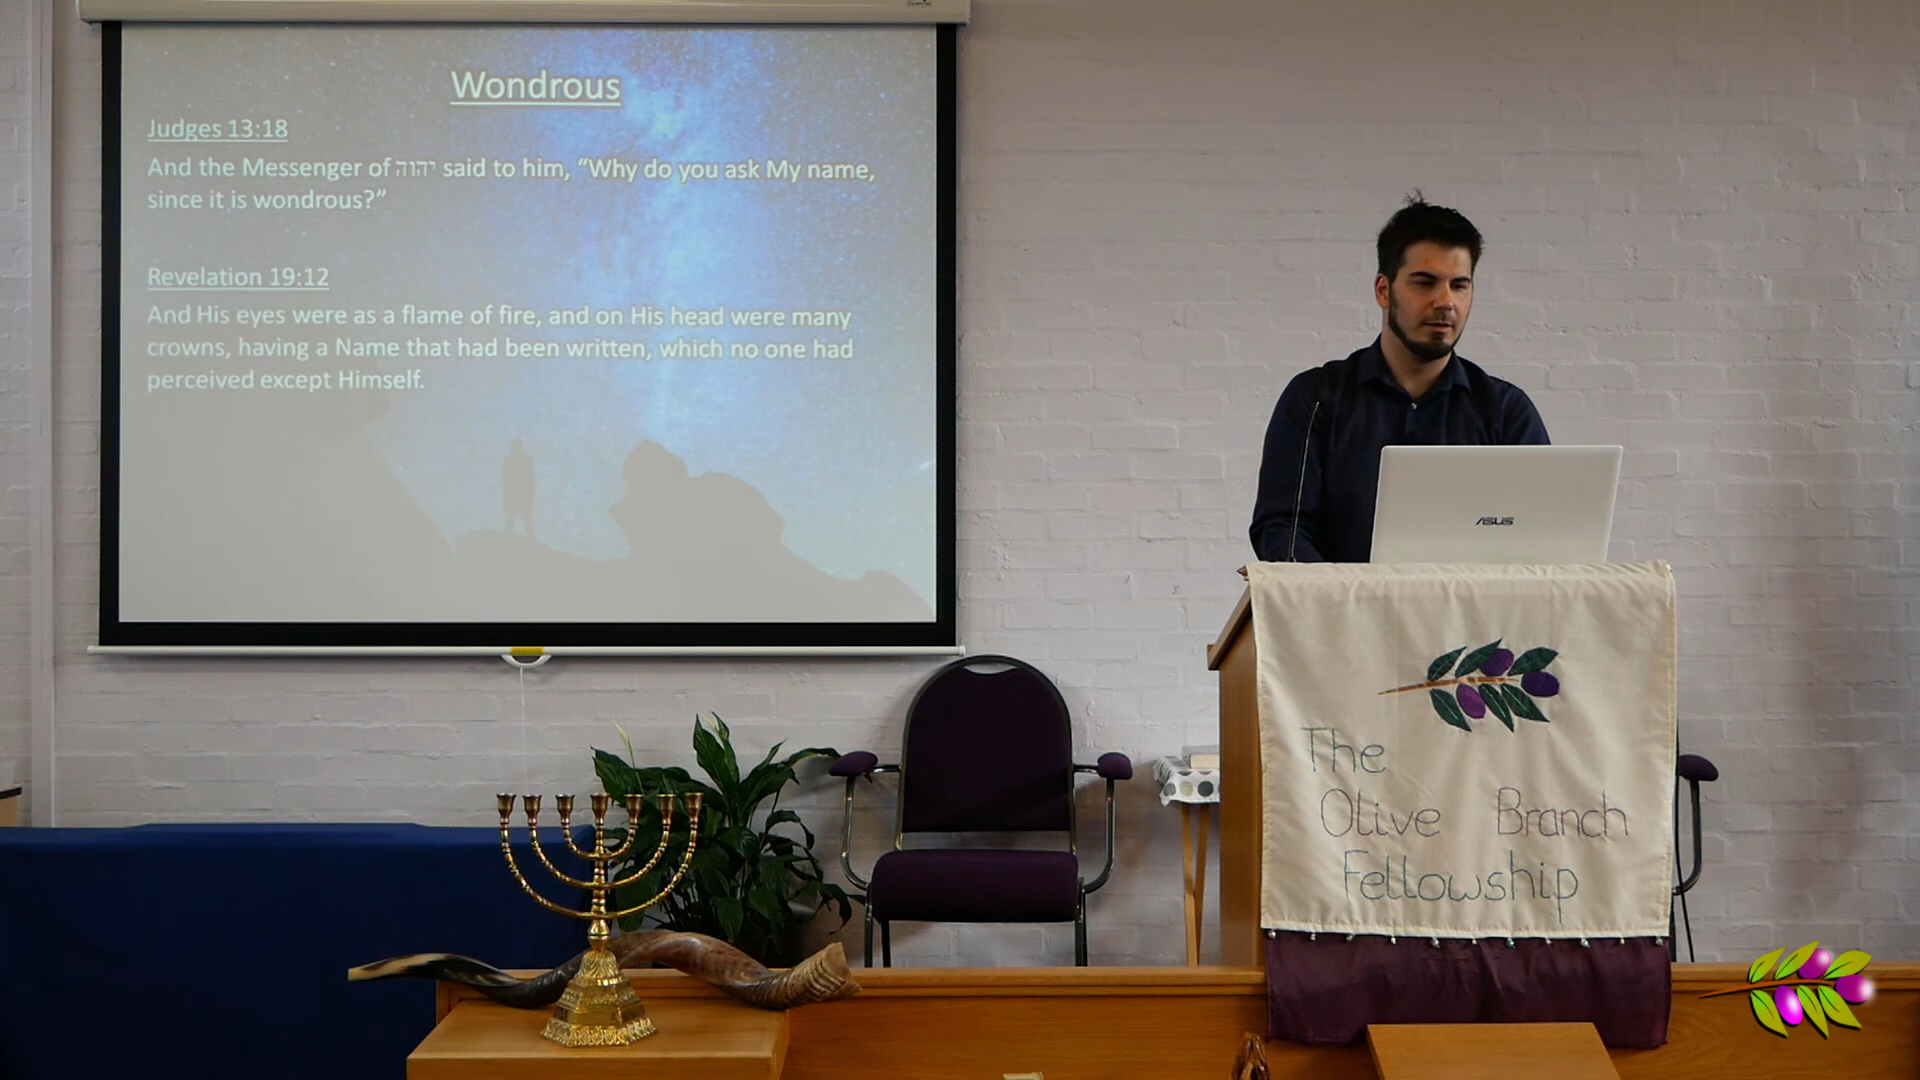 Wondrous
Judges 13:18
And the Messenger of יהוה said to him, “Why do you ask My name,
since it is wondrous?”
Revelation 19:12
And His eyes were as a flame of fire, and on His head were many
crowns, having a Name that had been written, which no one had
perceived except Himself.
ASUS
The
Olive Branch
Fellowship